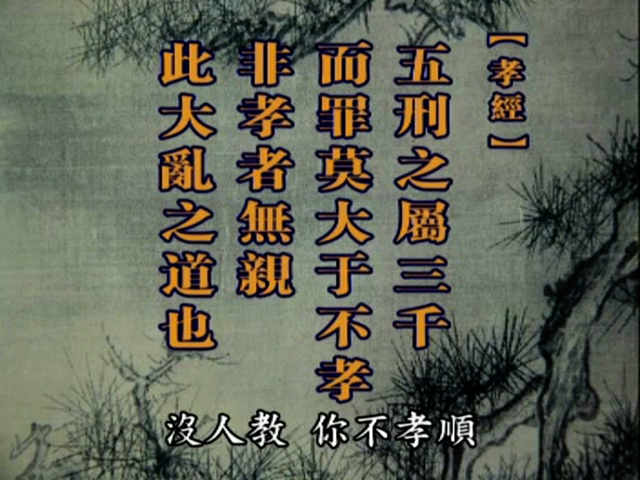 【孝經】
五刑之屬三千
而罪莫大于不孝
非孝者無親
此大亂之道也
沒人教 你不孝順